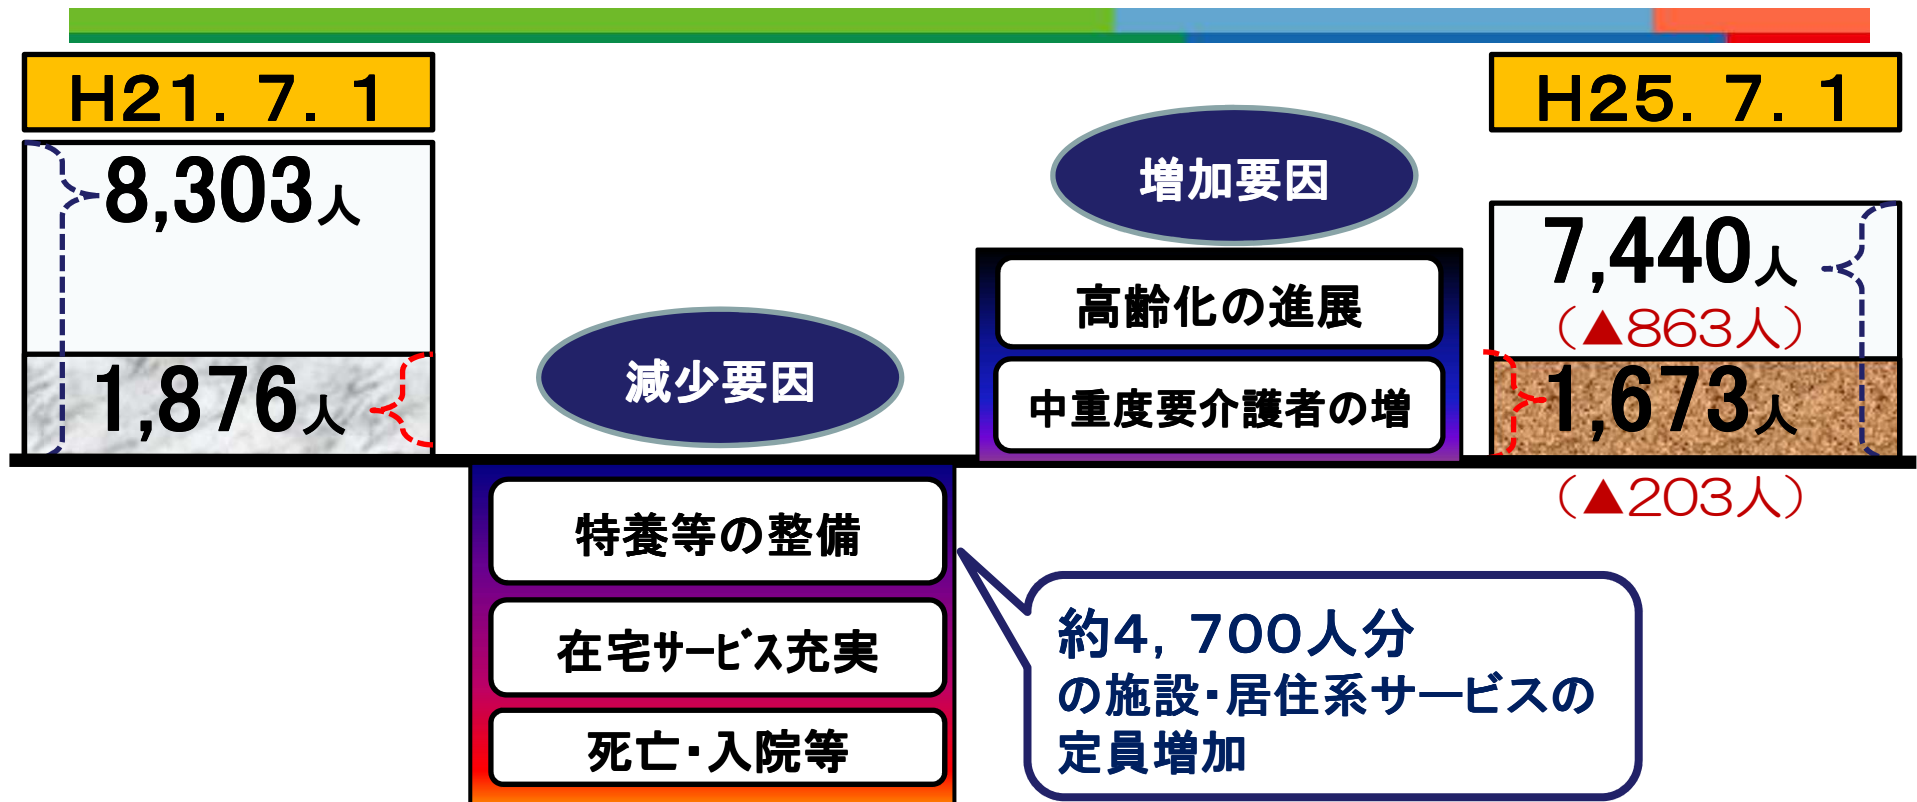 H21. 7. 1
8,303人
1,876人
減少要因
特養等の整備
在宅サービス充実
死亡・入院等
増加要因
高齢化の進展
中重度要介護者の増
約4, 700人分
の施設・居住系サービスの
定員増加
H25. 7. 1
7,440人
(▲863人)
1,673人
(▲203人)